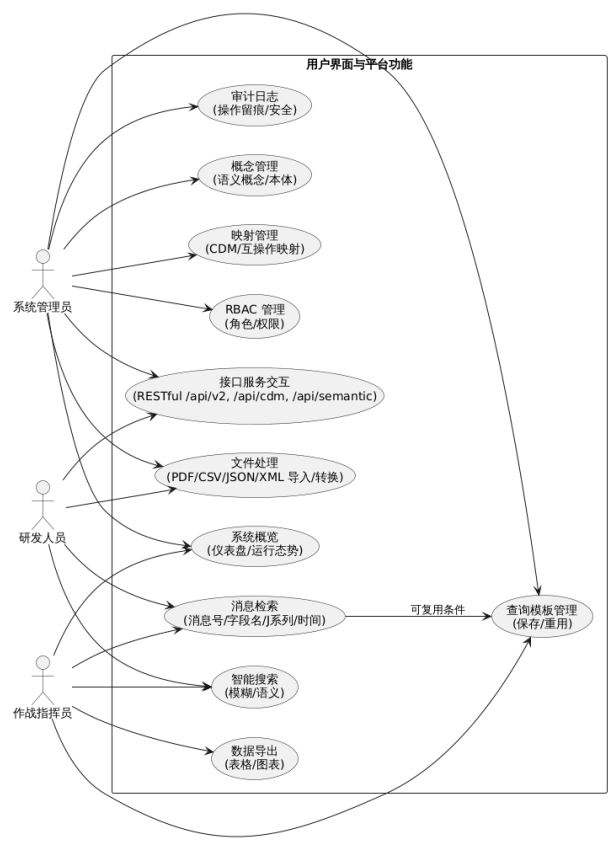 用户界面与平台功能
审计日志
(操作留痕/安全)
概念管理
(语义概念/本体)
映射管理
(CDM/互操作映射)
系统管理员
RBAC 管理
(角色/权限)
接口服务交互
(RESTful /api/v2, /api/cdm, /api/semantic)
文件处理
(PDF/CSV/JSON/XML 导入/转换)
研发人员
系统概览
(仪表盘/运行态势)
消息检索
(消息号/字段名/J系列/时间)
可复用条件
查询模板管理
(保存/重用)
智能搜索
(模糊/语义)
作战指挥员
数据导出
(表格/图表)